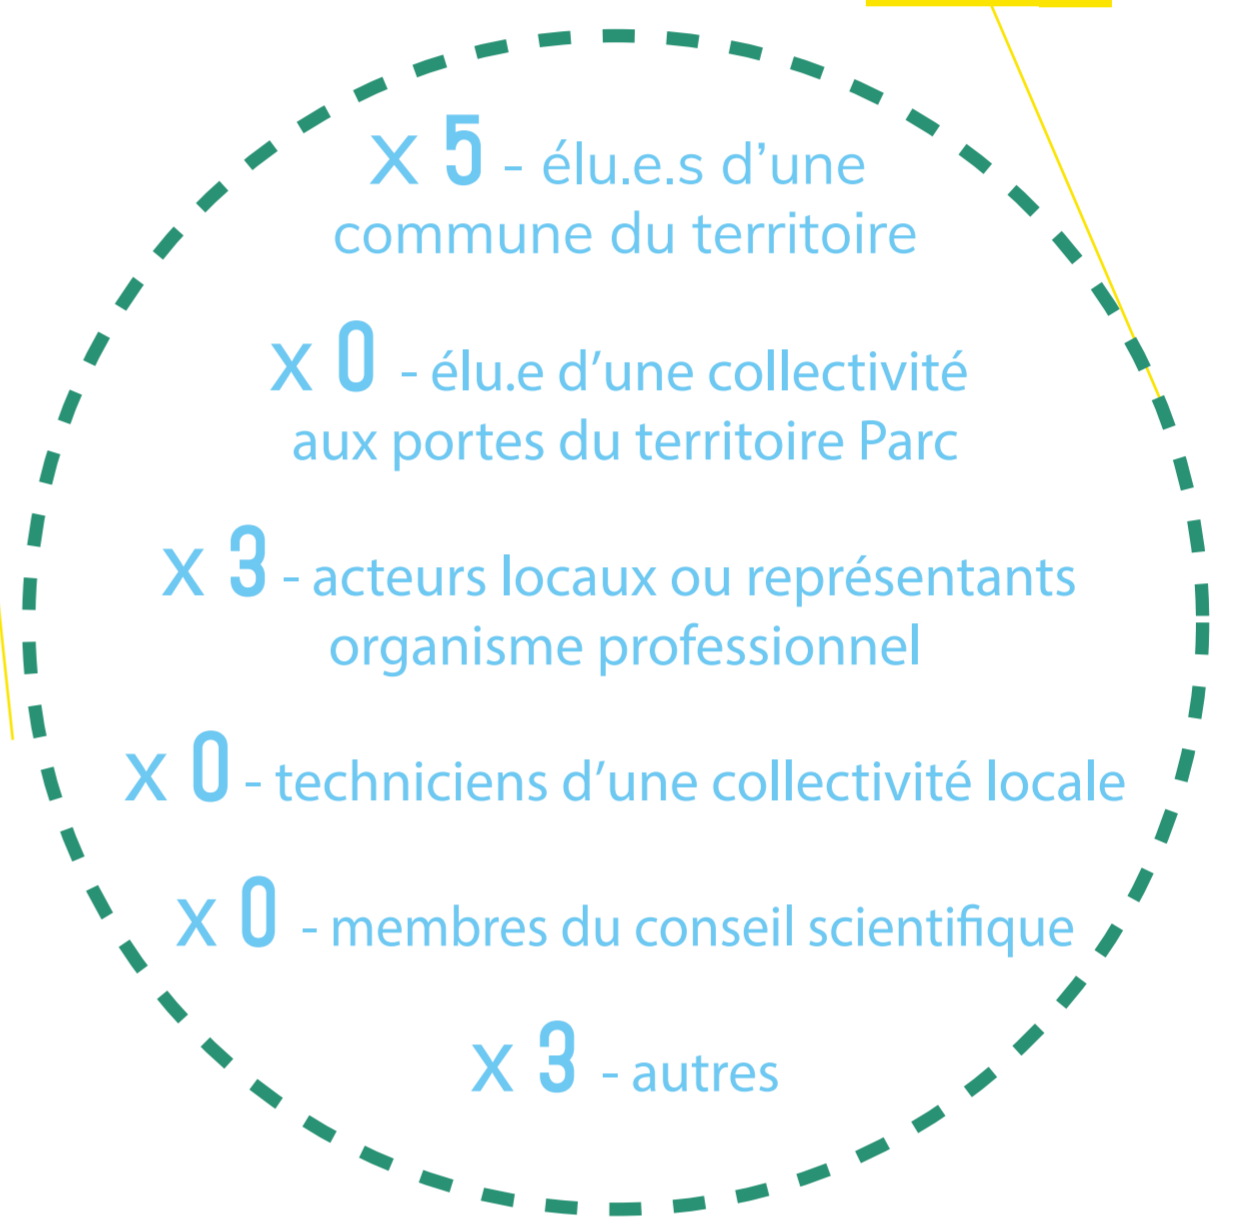 x 5 - élu.e.s d’une
commune du territoire
x 0 - élu.e d’une collectivité
aux portes du territoire Parc
x 3 - acteurs locaux ou représentants
organisme professionnel
x 0 - techniciens d’une collectivité locale
x 0 - membres du conseil scientifique
x 3 - autres